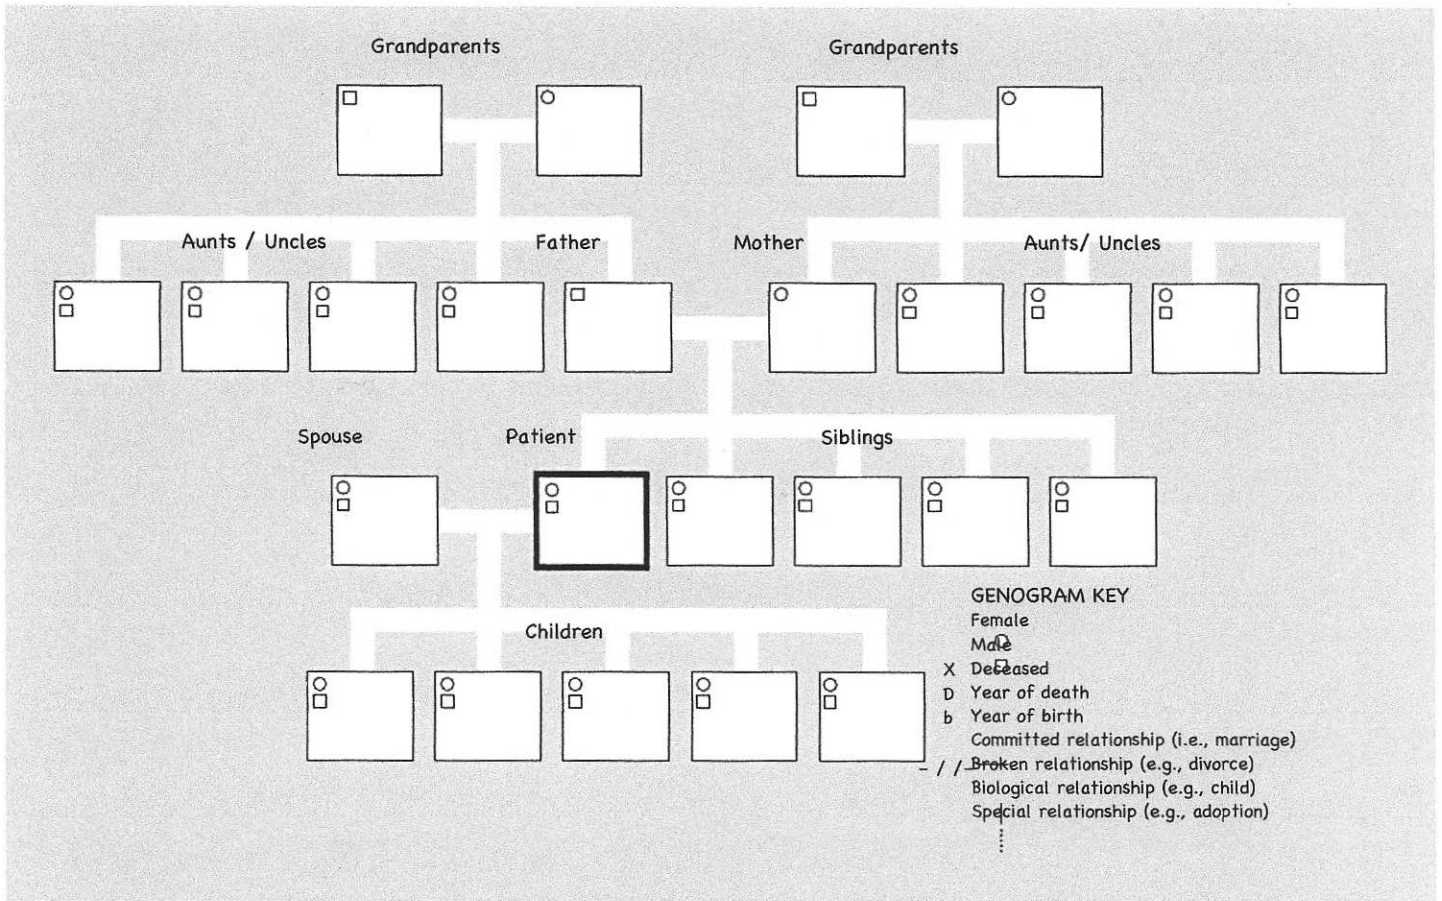 Grandparents
Grandparents
Aunts / Uncles
Father
Mother
Aunts/ Uncles
Spouse
Patient
Siblings
Children
GENOGRAM KEY
Female
Male
X Deceased
D Year of death
b Year of birth
Committed relationship (i.e., marriage)
-//- Broken relationship (e.g., divorce)
Biological relationship (e.g., child)
Special relationship (e.g., adoption)